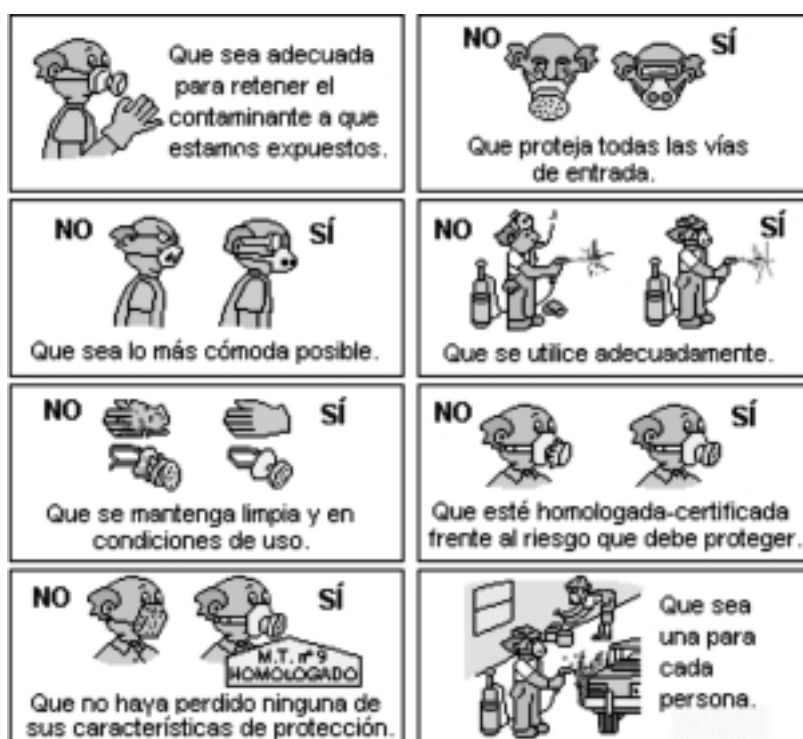 Que sea adecuada
para retener el
contaminante a que
estamos expuestos.
NO SÍ
Que proteja todas las vías
de entrada.
NO SÍ
Que sea lo más cómoda posible.
NO SÍ
Que se utilice adecuadamente.
NO SÍ
Que se mantenga limpia y en
condiciones de uso.
NO SÍ
Que esté homologada-certificada
frente al riesgo que debe proteger.
NO SÍ
M.T. nº 9
HOMOLOGADO
Que no haya perdido ninguna de
sus características de protección.
Que sea
una para
cada
persona.